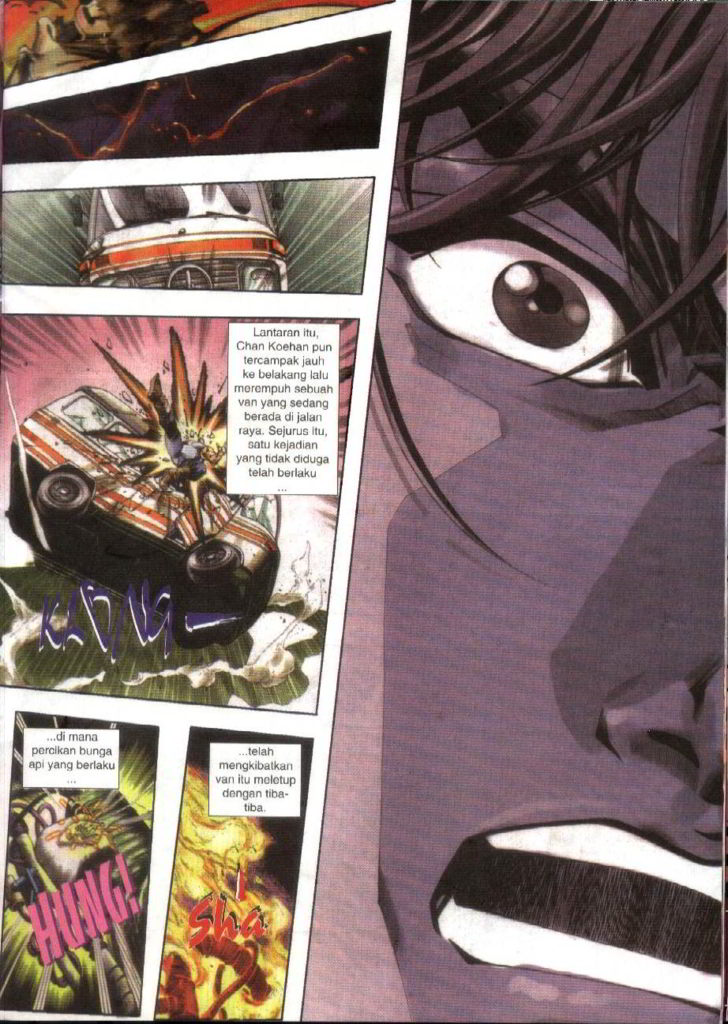 Lantaran itu,
Chan Koehan pun
tercampak jauh
ke belakang lalu
merempuh sebuah
van yang sedang
berada di jalan
raya. Sejurus itu,
satu kejadian
yang tidak diduga
telah berlaku
...
KLANG
...di mana
percikan bunga
api yang berlaku
...
HUNG!
...telah
mengkibatkan
van itu meletup
dengan tiba-
tiba.
Sha